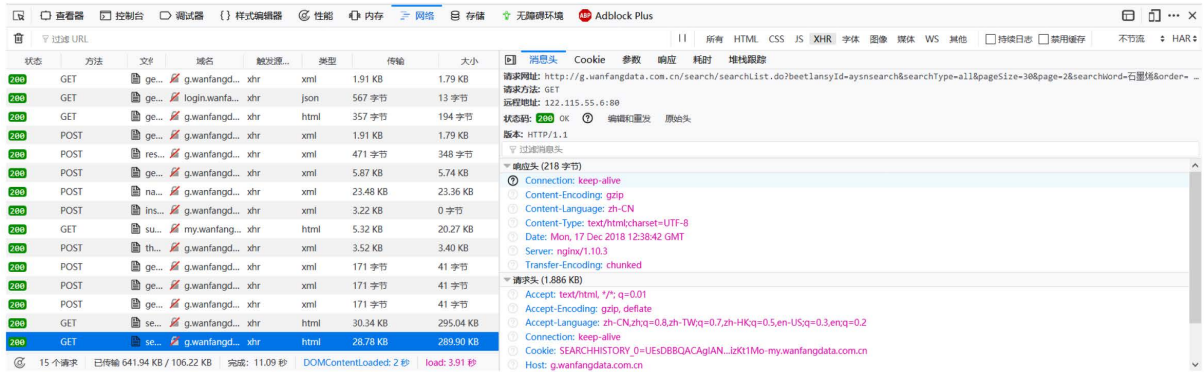 查看器 控制台 调试器 {} 样式编辑器 性能 内存 网络 存储 无障碍环境 ABP Adblock Plus
过滤 URL
所有 HTML CSS JS XHR 字体 图像 媒体 WS 其他 持续日志 禁用缓存 不节流 HAR
状态 方法 域名 触发源... 类型 传输 大小
200 GET ge... g.wanfangd... xhr xml 1.91 KB 1.79 KB
200 GET ge... login.wanfa... xhr json 567 字节 13 字节
200 GET ge... g.wanfangd... xhr html 357 字节 194 字节
200 POST ge... g.wanfangd... xhr xml 1.91 KB 1.79 KB
200 POST res... g.wanfangd... xhr xml 471 字节 348 字节
200 POST ge... g.wanfangd... xhr xml 5.87 KB 5.74 KB
200 POST na... g.wanfangd... xhr xml 23.48 KB 23.36 KB
200 POST ins... g.wanfangd... xhr xml 3.22 KB 0 字节
200 GET su... my.wanfang... xhr html 5.32 KB 20.27 KB
200 POST th... g.wanfangd... xhr xml 3.52 KB 3.40 KB
200 POST ge... g.wanfangd... xhr xml 171 字节 41 字节
200 POST ge... g.wanfangd... xhr xml 171 字节 41 字节
200 POST ge... g.wanfangd... xhr xml 171 字节 41 字节
200 GET se... g.wanfangd... xhr html 30.34 KB 295.04 KB
200 GET se... g.wanfangd... xhr html 28.78 KB 289.90 KB
15 个请求 已传输 641.94 KB / 106.22 KB 完成: 11.09 秒 DOMContentLoaded: 2 秒 load: 3.91 秒
消息头 Cookie 参数 响应 耗时 堆栈跟踪
请求网址: http://g.wanfangdata.com.cn/search/searchList.do?beetlansyId=aysnsearch&searchType=all&pageSize=30&page=2&searchWord=石墨烯&order= ...
请求方法: GET
远程地址: 122.115.55.6:80
状态码: 200 OK 编辑和重发 原始头
版本: HTTP/1.1
过滤消息头
响应头 (218 字节)
Connection: keep-alive
Content-Encoding: gzip
Content-Language: zh-CN
Content-Type: text/html;charset=UTF-8
Date: Mon, 17 Dec 2018 12:38:42 GMT
Server: nginx/1.10.3
Transfer-Encoding: chunked
请求头 (1.886 KB)
Accept: text/html, */*; q=0.01
Accept-Encoding: gzip, deflate
Accept-Language: zh-CN,zh;q=0.8,zh-TW;q=0.7,zh-HK;q=0.5,en-US;q=0.3,en;q=0.2
Connection: keep-alive
Cookie: SEARCHHISTORY_0=UEsDBBQACAgIAN...izKt1Mo-my.wanfangdata.com.cn
Host: g.wanfangdata.com.cn